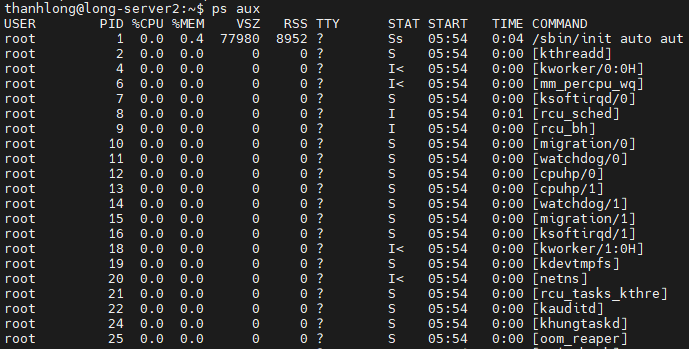 thanhlong@long-server2:~$ ps aux
USER PID %CPU %MEM VSZ RSS TTY STAT START TIME COMMAND
root 1 0.0 0.4 77980 8952 ? Ss 05:54 0:04 /sbin/init auto aut
root 2 0.0 0.0 0 0 ? S 05:54 0:00 [kthreadd]
root 4 0.0 0.0 0 0 ? I< 05:54 0:00 [kworker/0:0H]
root 6 0.0 0.0 0 0 ? I< 05:54 0:00 [mm_percpu_wq]
root 7 0.0 0.0 0 0 ? S 05:54 0:00 [ksoftirqd/0]
root 8 0.0 0.0 0 0 ? I 05:54 0:01 [rcu_sched]
root 9 0.0 0.0 0 0 ? I 05:54 0:00 [rcu_bh]
root 10 0.0 0.0 0 0 ? S 05:54 0:00 [migration/0]
root 11 0.0 0.0 0 0 ? S 05:54 0:00 [watchdog/0]
root 12 0.0 0.0 0 0 ? S 05:54 0:00 [cpuhp/0]
root 13 0.0 0.0 0 0 ? S 05:54 0:00 [cpuhp/1]
root 14 0.0 0.0 0 0 ? S 05:54 0:00 [watchdog/1]
root 15 0.0 0.0 0 0 ? S 05:54 0:00 [migration/1]
root 16 0.0 0.0 0 0 ? S 05:54 0:00 [ksoftirqd/1]
root 18 0.0 0.0 0 0 ? I< 05:54 0:00 [kworker/1:0H]
root 19 0.0 0.0 0 0 ? S 05:54 0:00 [kdevtmpfs]
root 20 0.0 0.0 0 0 ? I< 05:54 0:00 [netns]
root 21 0.0 0.0 0 0 ? S 05:54 0:00 [rcu_tasks_kthre]
root 22 0.0 0.0 0 0 ? S 05:54 0:00 [kauditd]
root 24 0.0 0.0 0 0 ? S 05:54 0:00 [khungtaskd]
root 25 0.0 0.0 0 0 ? S 05:54 0:00 [oom_reaper]